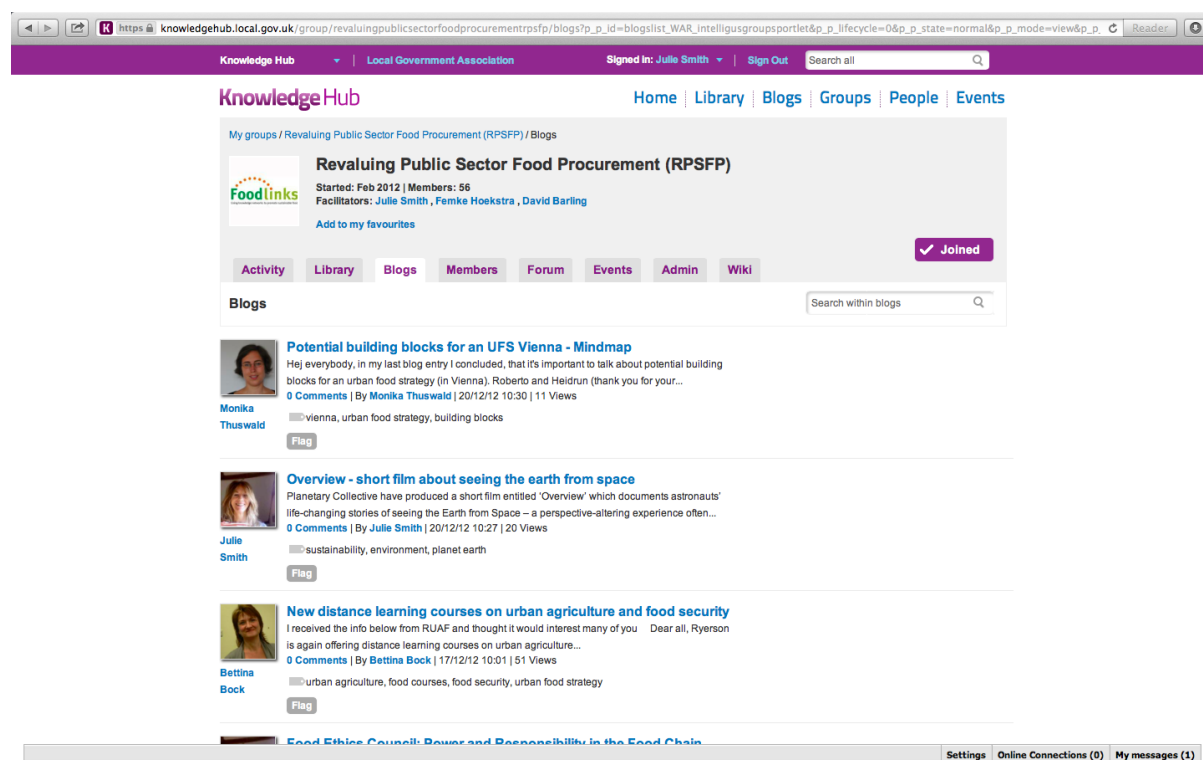 https knowledgehub.local.gov.uk/group/revaluingpublicsectorfoodprocurementrpsfp/blogs?p_p_id=blogslist_WAR_intelligusgroupsportlet&p_p_lifecycle=0&p_p_state=normal&p_p_mode=view&p_p_ Reader
Knowledge Hub | Local Government Association Signed in: Julie Smith | Sign Out Search all
Knowledge Hub Home | Library | Blogs | Groups | People | Events
My groups / Revaluing Public Sector Food Procurement (RPSFP) / Blogs
Revaluing Public Sector Food Procurement (RPSFP)
Foodlinks
Started: Feb 2012 | Members: 56
Facilitators: Julie Smith , Femke Hoekstra , David Barling
Add to my favourites
Joined
Activity Library Blogs Members Forum Events Admin Wiki
Blogs Search within blogs
Potential building blocks for an UFS Vienna - Mindmap
Hej everybody, in my last blog entry I concluded, that it's important to talk about potential building
blocks for an urban food strategy (in Vienna). Roberto and Heidrun (thank you for your...
0 Comments | By Monika Thuswald | 20/12/12 10:30 | 11 Views
Monika
Thuswald
vienna, urban food strategy, building blocks
Flag
Overview - short film about seeing the earth from space
Planetary Collective have produced a short film entitled 'Overview' which documents astronauts'
life-changing stories of seeing the Earth from Space – a perspective-altering experience often...
0 Comments | By Julie Smith | 20/12/12 10:27 | 20 Views
Julie
Smith
sustainability, environment, planet earth
Flag
New distance learning courses on urban agriculture and food security
I received the info below from RUAF and thought it would interest many of you Dear all, Ryerson
is again offering distance learning courses on urban agriculture...
0 Comments | By Bettina Bock | 17/12/12 10:01 | 51 Views
Bettina
Bock
urban agriculture, food courses, food security, urban food strategy
Flag
Food Ethics Council: Power and Responsibility in the Food Chain
Settings Online Connections (0) My messages (1)